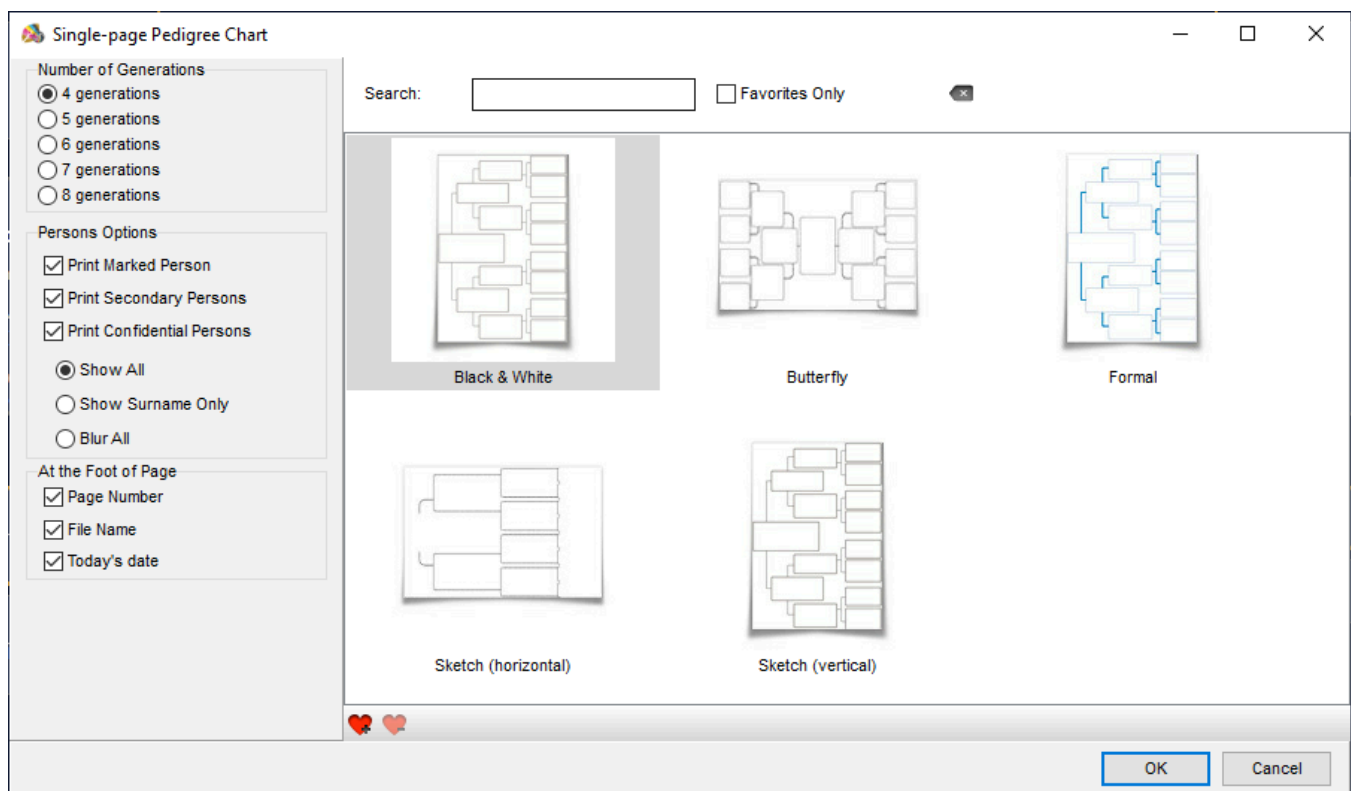 Single-page Pedigree Chart
Number of Generations
4 generations
5 generations
6 generations
7 generations
8 generations
Persons Options
Print Marked Person
Print Secondary Persons
Print Confidential Persons
Show All
Show Surname Only
Blur All
At the Foot of Page
Page Number
File Name
Today's date
Search:
Favorites Only
Black & White
Butterfly
Formal
Sketch (horizontal)
Sketch (vertical)
OK
Cancel